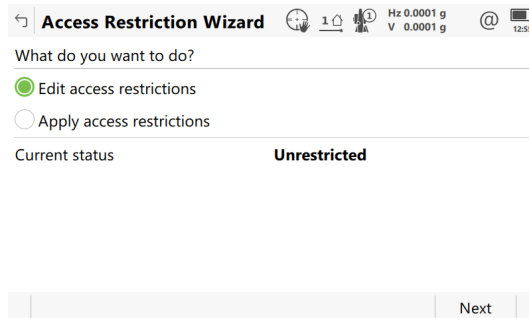 Access Restriction Wizard
1
1
Hz 0.0001 g
V 0.0001 g
@
What do you want to do?
Edit access restrictions
Apply access restrictions
Current status Unrestricted
Next